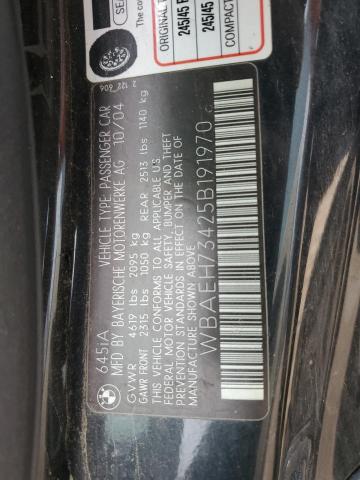 645iA VEHICLE TYPE PASSENGER CAR
MFD BY BAYERISCHE MOTORENWERKE AG 10/04
GVWR 4619 lbs 2095 kg
GAWR FRONT 2315 lbs 1050 kg REAR 2513 lbs 1140 kg
THIS VEHICLE CONFORMS TO ALL APPLICABLE U.S.
FEDERAL MOTOR VEHICLE SAFETY, BUMPER AND THEFT
PREVENTION STANDARDS IN EFFECT ON THE DATE OF
MANUFACTURE SHOWN ABOVE.
WBAEH73425B191970
SEA
ORIGINAL
245/45
245/45
COMPACT